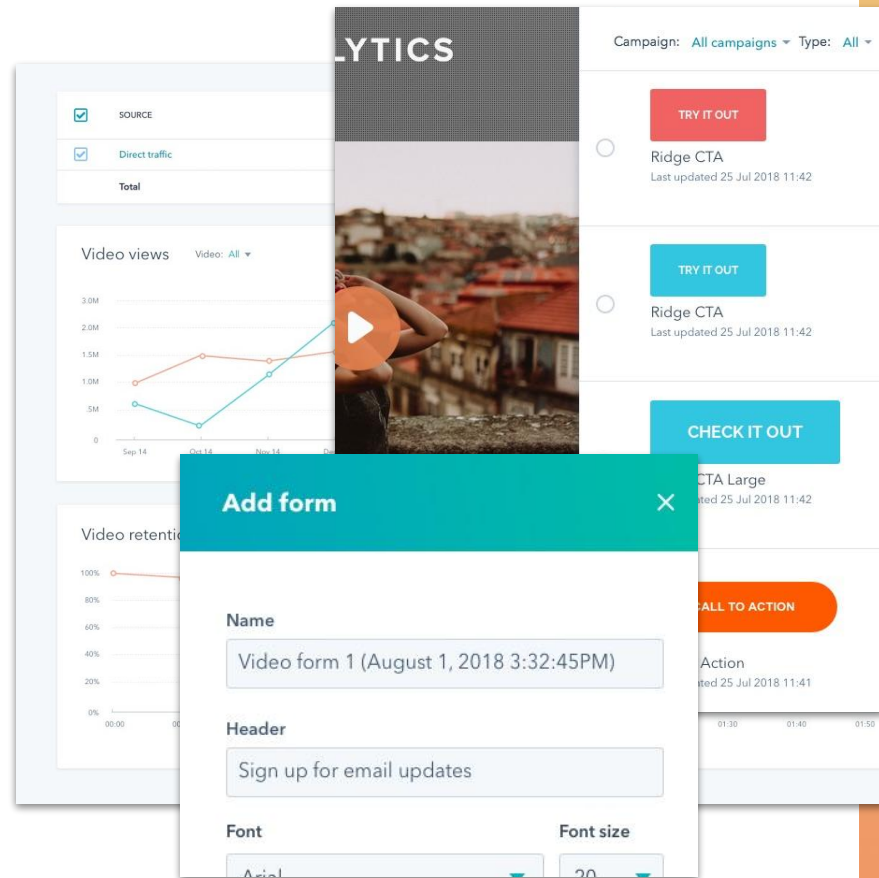 LYTICS
Campaign: All campaigns Type: All
TRY IT OUT
Ridge CTA
Last updated 25 Jul 2018 11:42
TRY IT OUT
Ridge CTA
Last updated 25 Jul 2018 11:42
CHECK IT OUT
CTA Large
ated 25 Jul 2018 11:42
CALL TO ACTION
Action
ated 25 Jul 2018 11:41
SOURCE
Direct traffic
Total
Video views Video: All
3.0M
2.0M
1.5M
1.0M
.5M
0
Sep 14 Oct 14 Nov 14 De
Video retentio
100%
80%
60%
40%
20%
0%
00:00 00 01:30 01:40 01:50
Add form
Name
Video form 1 (August 1, 2018 3:32:45PM)
Header
Sign up for email updates
Font Font size
Arial 20